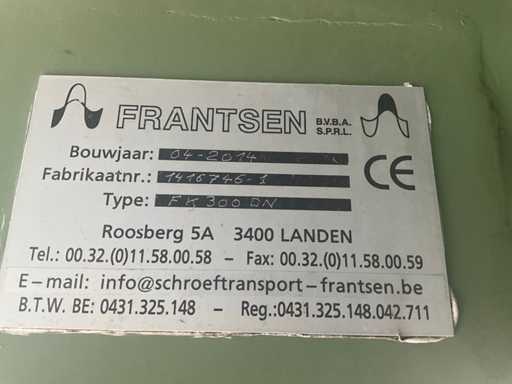 FRANTSEN B.V.B.A.
S.P.R.L.
Bouwjaar: 04-2014
Fabrikaatnr.: 1416746-1
Type: FK 300 DN
CE
Roosberg 5A 3400 LANDEN
Tel.: 00.32.(0)11.58.00.58 – Fax: 00.32.(0)11.58.00.59
E–mail: info@schroeftransport–frantsen.be
B.T.W. BE: 0431.325.148 – Reg.:0431.325.148.042.711